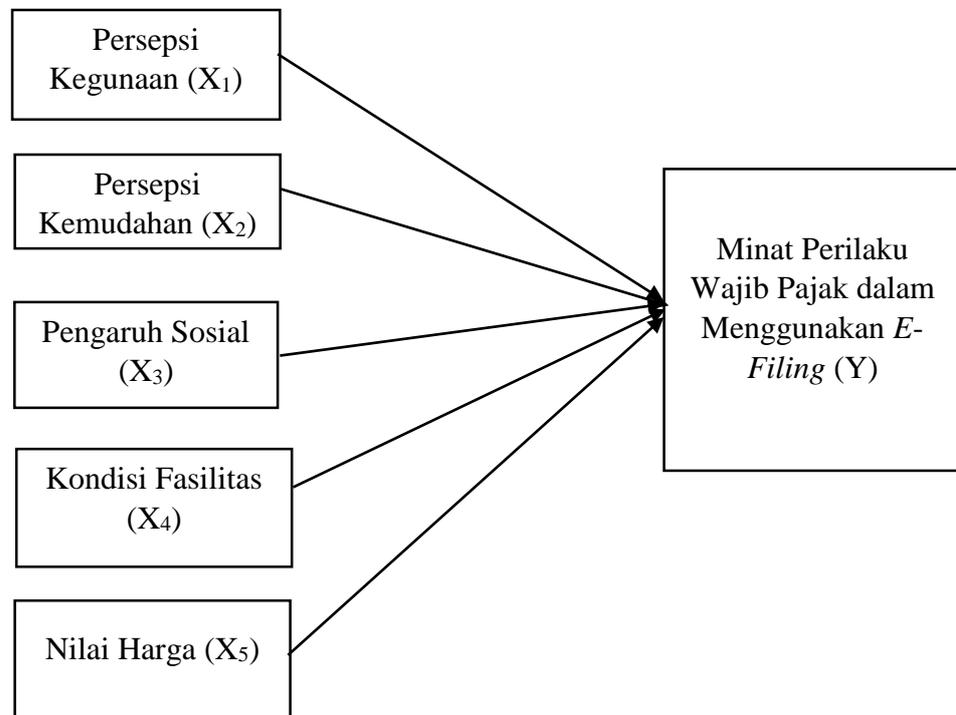 Persepsi
Kegunaan (X₁)
Persepsi
Kemudahan (X₂)
Pengaruh Sosial
(X₃)
Kondisi Fasilitas
(X₄)
Nilai Harga (X₅)
Minat Perilaku
Wajib Pajak dalam
Menggunakan E-
Filing (Y)